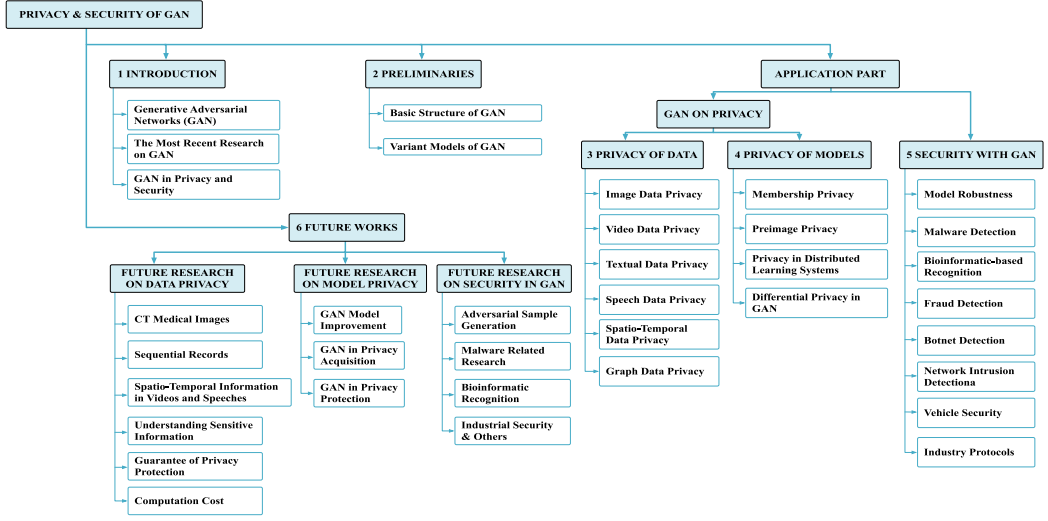 PRIVACY & SECURITY OF GAN
1 INTRODUCTION
Generative Adversarial
Networks (GAN)
The Most Recent Research
on GAN
GAN in Privacy and
Security
2 PRELIMINARIES
Basic Structure of GAN
Variant Models of GAN
APPLICATION PART
GAN ON PRIVACY
3 PRIVACY OF DATA
Image Data Privacy
Video Data Privacy
Textual Data Privacy
Speech Data Privacy
Spatio-Temporal
Data Privacy
Graph Data Privacy
4 PRIVACY OF MODELS
Membership Privacy
Preimage Privacy
Privacy in Distributed
Learning Systems
Differential Privacy in
GAN
5 SECURITY WITH GAN
Model Robustness
Malware Detection
Bioinformatic-based
Recognition
Fraud Detection
Botnet Detection
Network Intrusion
Detectiona
Vehicle Security
Industry Protocols
6 FUTURE WORKS
FUTURE RESEARCH
ON DATA PRIVACY
CT Medical Images
Sequential Records
Spatio-Temporal Information
in Videos and Speeches
Understanding Sensitive
Information
Guarantee of Privacy
Protection
Computation Cost
FUTURE RESEARCH
ON MODEL PRIVACY
GAN Model
Improvement
GAN in Privacy
Acquisition
GAN in Privacy
Protection
FUTURE RESEARCH
ON SECURITY IN GAN
Adversarial Sample
Generation
Malware Related
Research
Bioinformatic
Recognition
Industrial Security
& Others